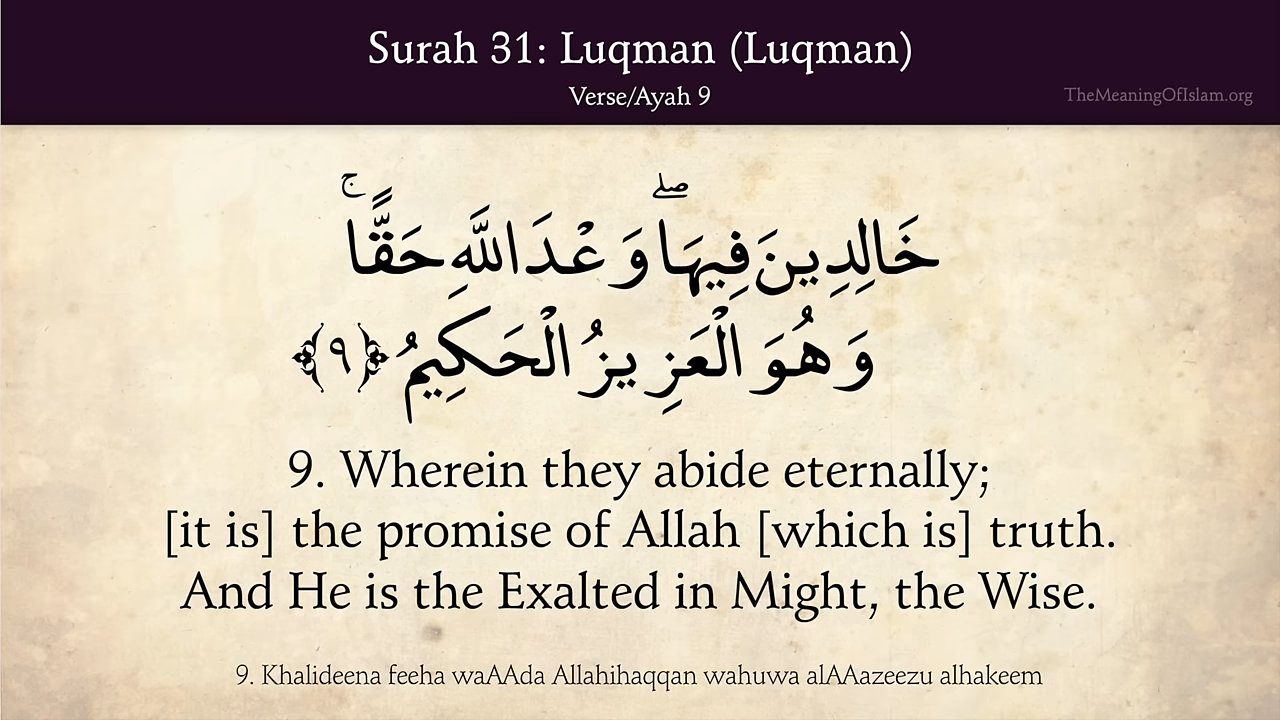 Surah 31: Luqman (Luqman)
Verse/Ayah 9
TheMeaningOfIslam.org
خَالِدِينَ فِيهَا ۖ وَعْدَ اللَّهِ حَقًّا ۚ
وَهُوَ الْعَزِيزُ الْحَكِيمُ ﴿٩﴾
9. Wherein they abide eternally;
[it is] the promise of Allah [which is] truth.
And He is the Exalted in Might, the Wise.
9. Khalideena feeha waAAda Allahihaqqan wahuwa alAAazeezu alhakeem